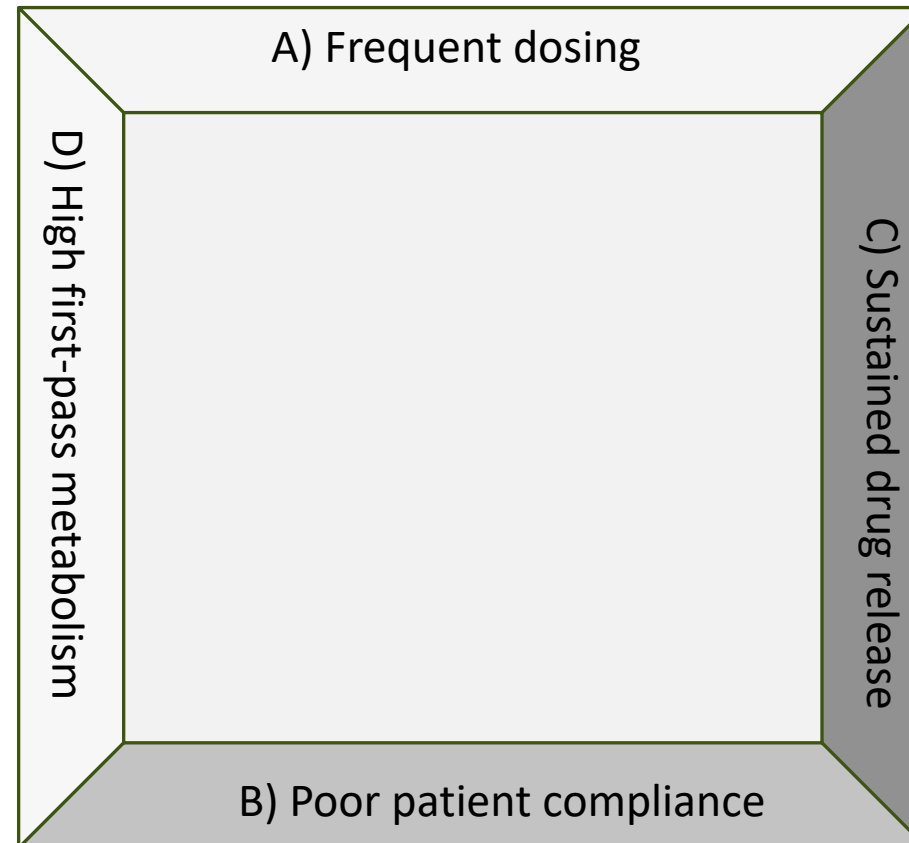 A) Frequent dosing
D) High first-pass metabolism
C) Sustained drug release
B) Poor patient compliance